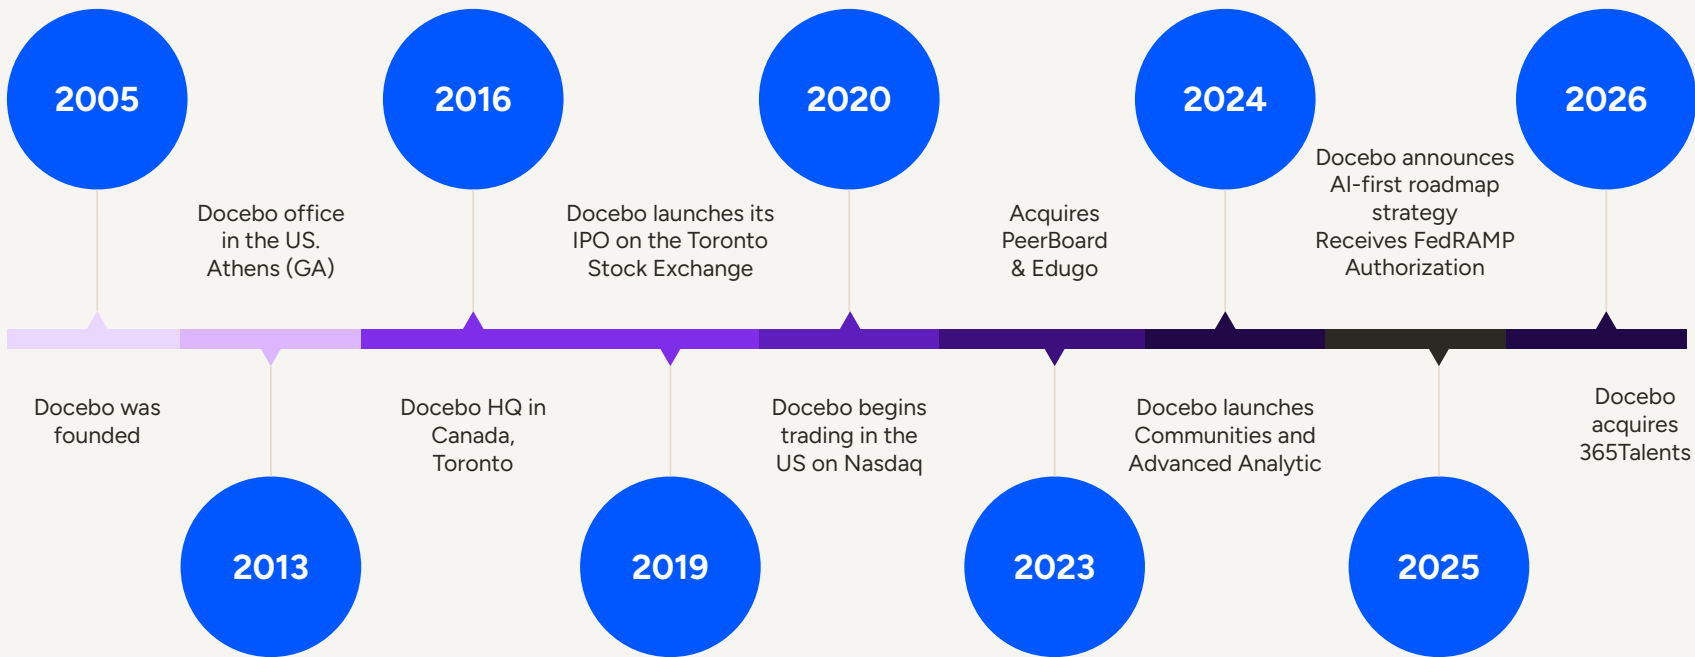 2005
Docebo was
founded
2013
Docebo office
in the US.
Athens (GA)
2016
Docebo HQ in
Canada,
Toronto
2019
Docebo launches its
IPO on the Toronto
Stock Exchange
2020
Docebo begins
trading in the
US on Nasdaq
2023
Acquires
PeerBoard
& Edugo
2024
Docebo launches
Communities and
Advanced Analytic
2025
Docebo announces
AI-first roadmap
strategy
Receives FedRAMP
Authorization
2026
Docebo
acquires
365Talents